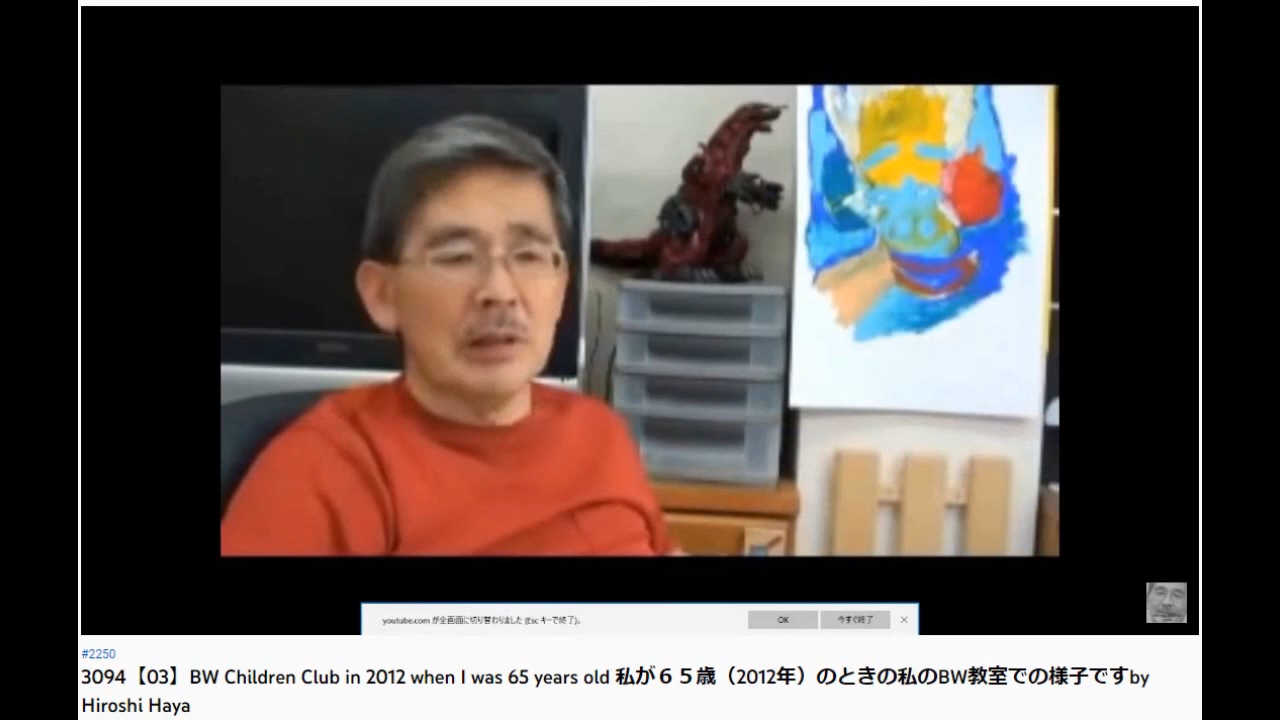 youtube.com が全画面に切り替わりました (Esc キーで終了)。
OK
今すぐ終了
#2250
3094【03】BW Children Club in 2012 when I was 65 years old 私が６５歳（2012年）のときの私のBW教室での様子ですby
Hiroshi Haya